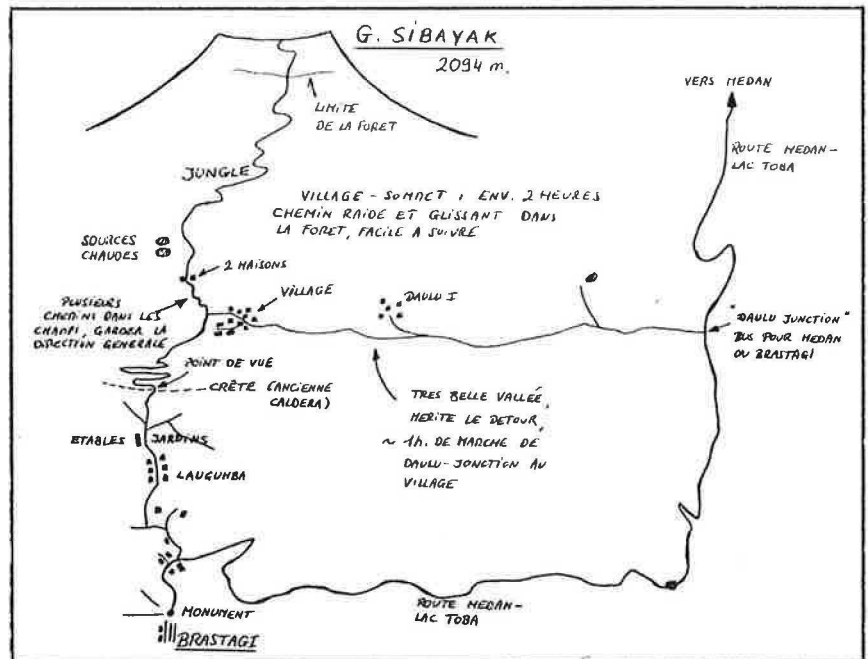 G. SIBAYAK
2094 m.
VERS MEDAN
LIMITE
DE LA FORET
ROUTE MEDAN-
LAC TOBA
JUNGLE
VILLAGE - SOMMET : ENV. 2 HEURES
CHEMIN RAIDE ET GLISSANT DANS
LA FORET, FACILE A SUIVRE
SOURCES
CHAUDES
2 MAISONS
VILLAGE
DAULU I
PLUSIEURS
CHEMINS DANS LES
CHAMPS, GARDER LA
DIRECTION GENERALE
"DAULU JUNCTION"
BUS POUR MEDAN
OU BRASTAGI
POINT DE VUE
CRÊTE (ANCIENNE
CALDERA)
TRES BELLE VALLÉE,
MERITE LE DETOUR,
~ 1h. DE MARCHE DE
DAULU-JONCTION AU
VILLAGE
ETABLES
JARDINS
LAUGUMBA
MONUMENT
BRASTAGI
ROUTE MEDAN-
LAC TOBA